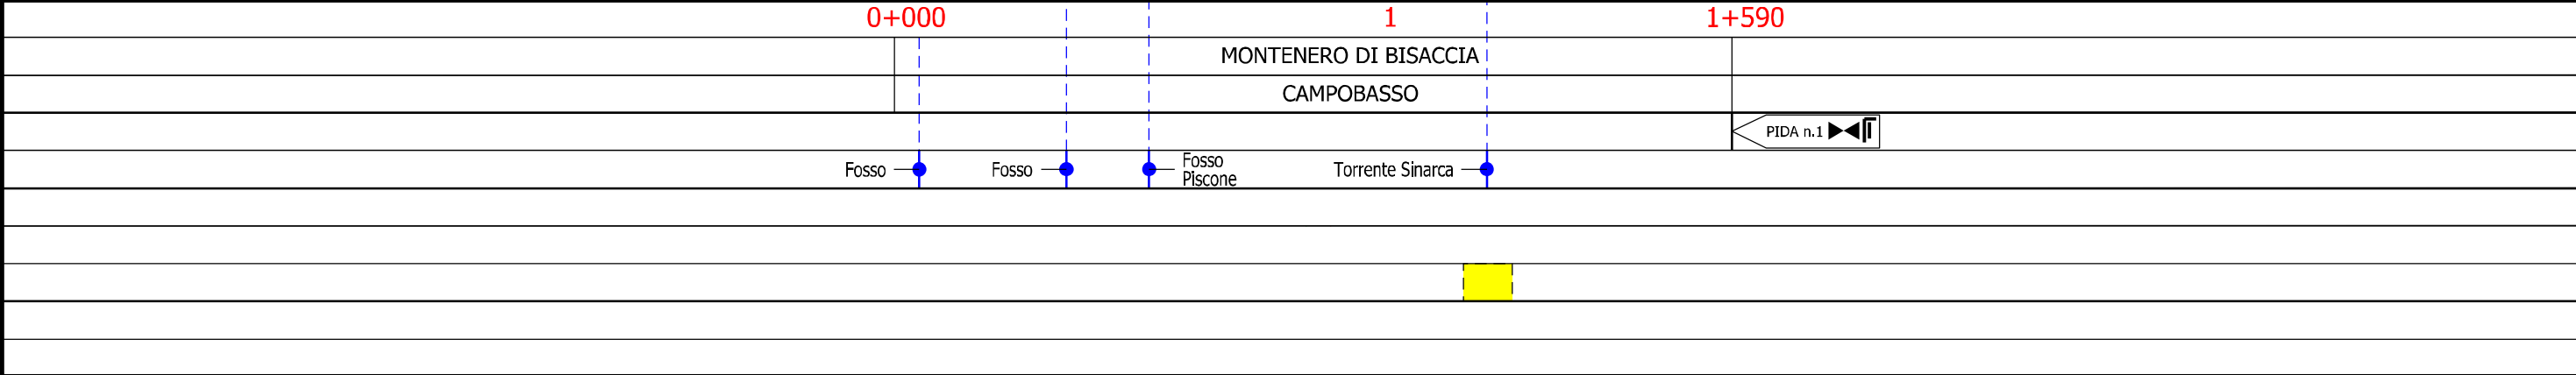 0+000 1 1+590
MONTENERO DI BISACCIA
CAMPOBASSO
PIDA n.1
Fosso Fosso Fosso
Piscone Torrente Sinarca